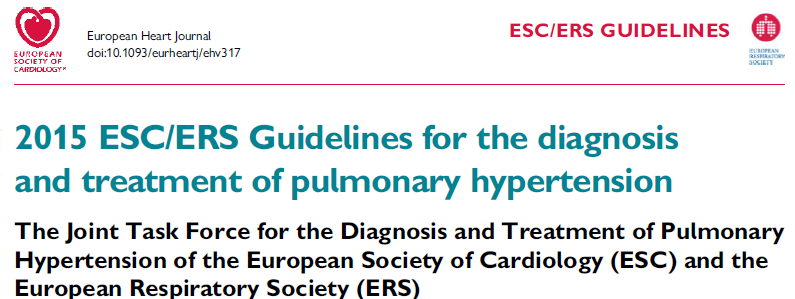 EUROPEAN
SOCIETY OF
CARDIOLOGY®
European Heart Journal
doi:10.1093/eurheartj/ehv317
ESC/ERS GUIDELINES
EUROPEAN
RESPIRATORY
SOCIETY
2015 ESC/ERS Guidelines for the diagnosis
and treatment of pulmonary hypertension
The Joint Task Force for the Diagnosis and Treatment of Pulmonary
Hypertension of the European Society of Cardiology (ESC) and the
European Respiratory Society (ERS)